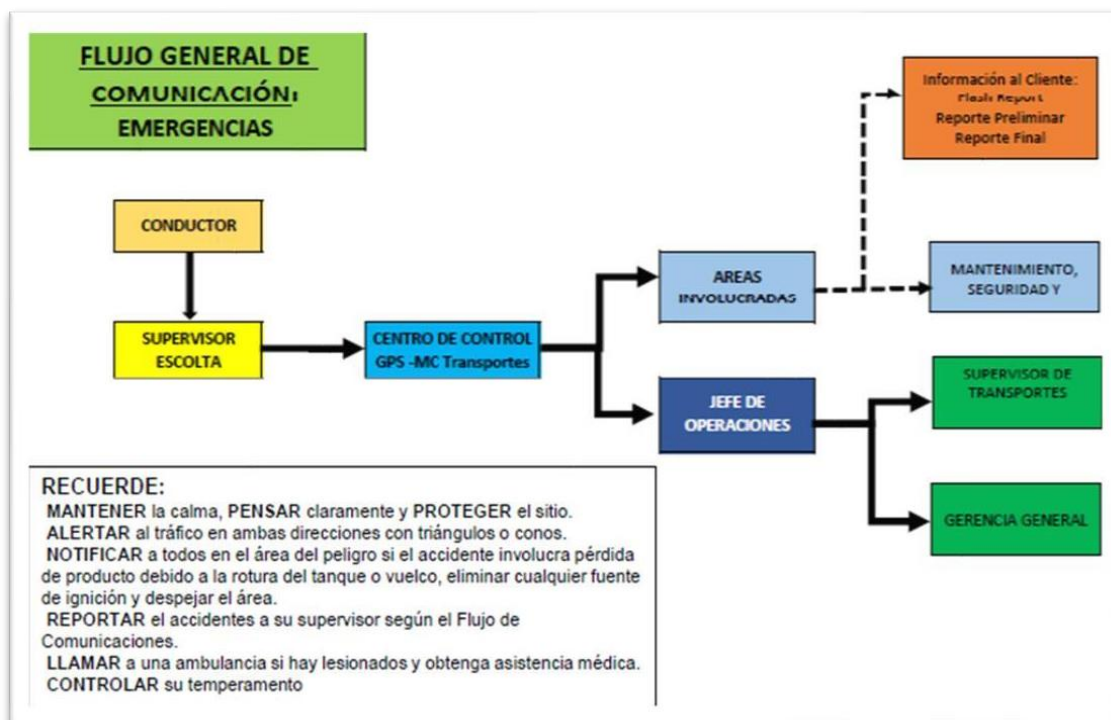 FLUJO GENERAL DE
COMUNICACIÓN:
EMERGENCIAS
Información al Cliente:
Flash Report
Reporte Preliminar
Reporte Final
CONDUCTOR
AREAS
INVOLUCRADAS
MANTENIMIENTO,
SEGURIDAD Y
SUPERVISOR
ESCOLTA
CENTRO DE CONTROL
GPS -MC Transportes
JEFE DE
OPERACIONES
SUPERVISOR DE
TRANSPORTES
GERENCIA GENERAL
RECUERDE:
MANTENER la calma, PENSAR claramente y PROTEGER el sitio.
ALERTAR al tráfico en ambas direcciones con triángulos o conos.
NOTIFICAR a todos en el área del peligro si el accidente involucra pérdida
de producto debido a la rotura del tanque o vuelco, eliminar cualquier fuente
de ignición y despejar el área.
REPORTAR el accidentes a su supervisor según el Flujo de
Comunicaciones.
LLAMAR a una ambulancia si hay lesionados y obtenga asistencia médica.
CONTROLAR su temperamento